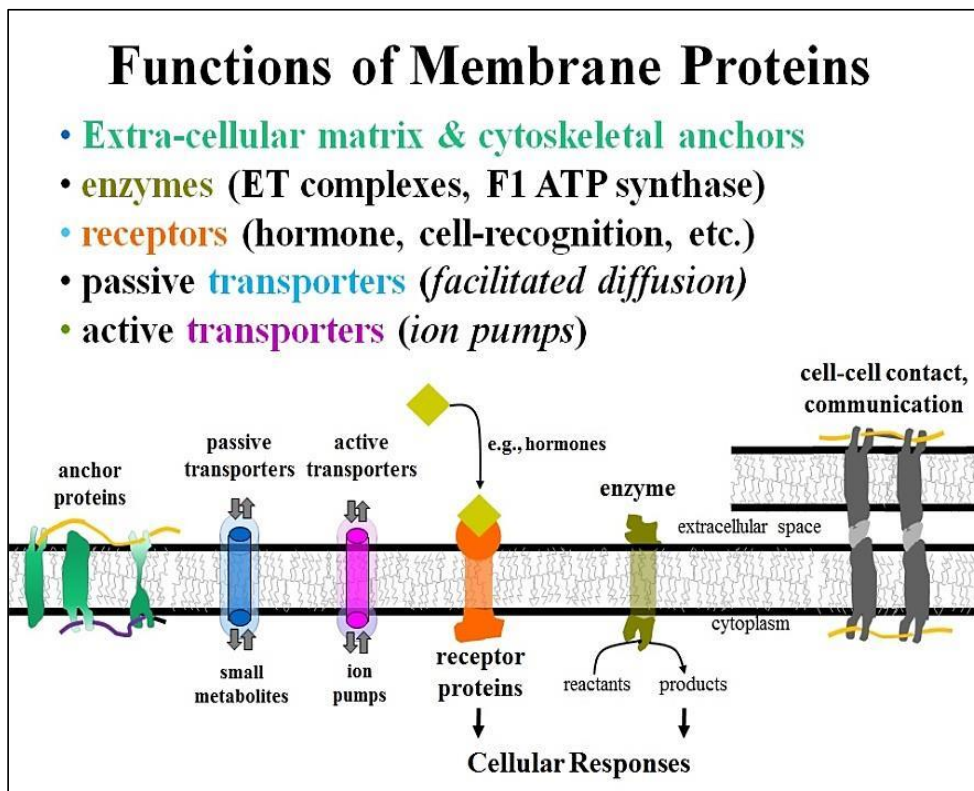 Functions of Membrane Proteins
• Extra-cellular matrix & cytoskeletal anchors
• enzymes (ET complexes, F1 ATP synthase)
• receptors (hormone, cell-recognition, etc.)
• passive transporters (facilitated diffusion)
• active transporters (ion pumps)
cell-cell contact,
communication
anchor
proteins
passive
transporters
active
transporters
e.g., hormones
enzyme
extracellular space
cytoplasm
small
metabolites
ion
pumps
receptor
proteins
reactants
products
Cellular Responses